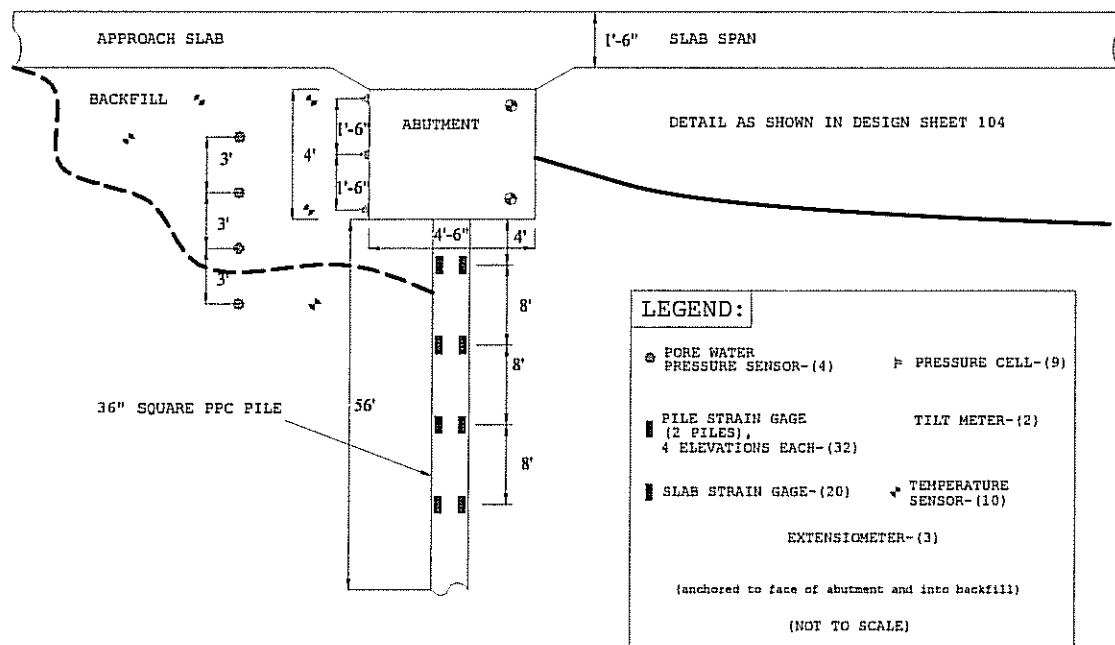 APPROACH SLAB
1'-6" SLAB SPAN
BACKFILL
ABUTMENT
DETAIL AS SHOWN IN DESIGN SHEET 104
1'-6"
4'
1'-6"
3'
3'
3'
4'-6"
4'
8'
8'
8'
56'
36" SQUARE PPC PILE
LEGEND:
PORE WATER
PRESSURE SENSOR-(4)
PRESSURE CELL-(9)
PILE STRAIN GAGE
(2 PILES),
4 ELEVATIONS EACH-(32)
TILT METER-(2)
SLAB STRAIN GAGE-(20)
TEMPERATURE
SENSOR-(10)
EXTENSIOMETER-(3)
(anchored to face of abutment and into backfill)
(NOT TO SCALE)